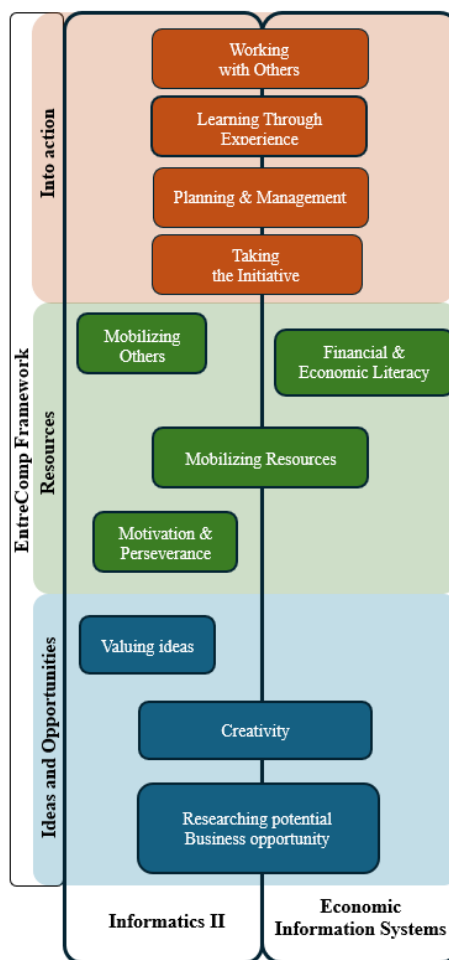 EntreComp Framework
Into action
Working
with Others
Learning Through
Experience
Planning & Management
Taking
the Initiative
Resources
Mobilizing
Others
Financial &
Economic Literacy
Mobilizing Resources
Motivation &
Perseverance
Ideas and Opportunities
Valuing ideas
Creativity
Researching potential
Business opportunity
Informatics II
Economic
Information Systems